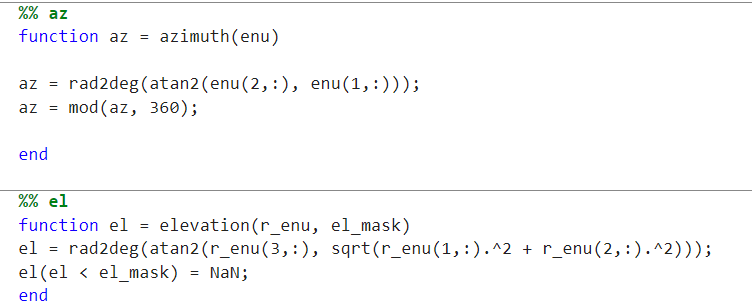 %% az
function az = azimuth(enu)
az = rad2deg(atan2(enu(2,:), enu(1,:)));
az = mod(az, 360);
end
%% el
function el = elevation(r_enu, el_mask)
el = rad2deg(atan2(r_enu(3,:), sqrt(r_enu(1,:).^2 + r_enu(2,:).^2)));
el(el < el_mask) = NaN;
end